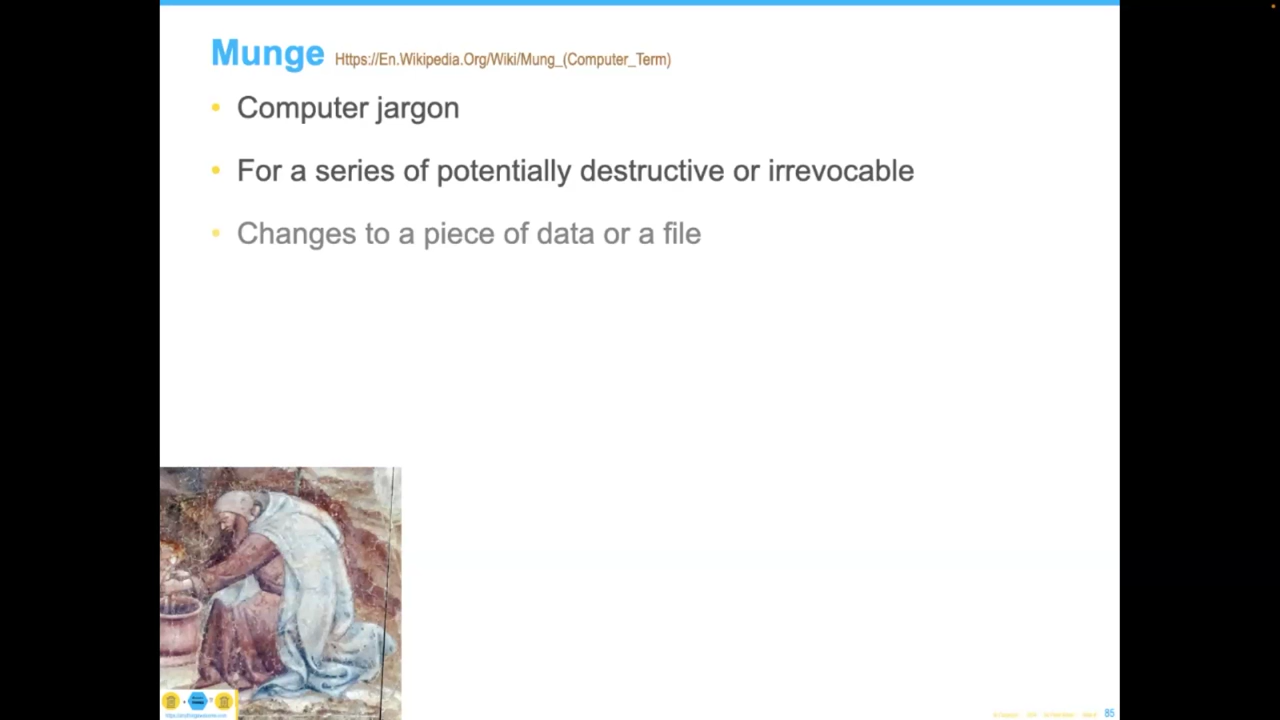 Munge Https://En.Wikipedia.Org/Wiki/Mung_(Computer_Term)
• Computer jargon
• For a series of potentially destructive or irrevocable
• Changes to a piece of data or a file
85